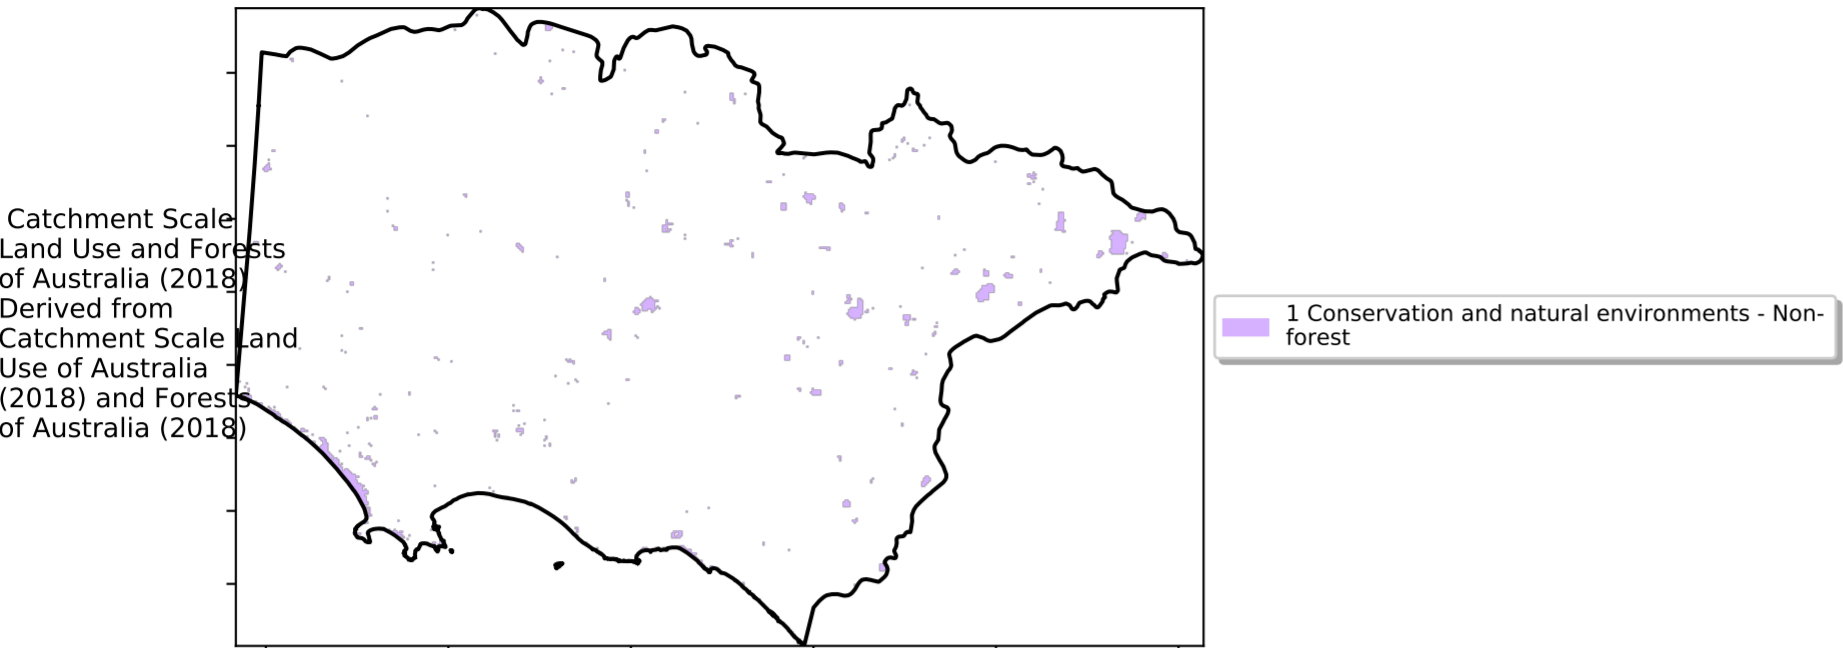 Catchment Scale
Land Use and Forests
of Australia (2018)
Derived from
Catchment Scale Land
Use of Australia
(2018) and Forests
of Australia (2018)
1 Conservation and natural environments - Non-
forest